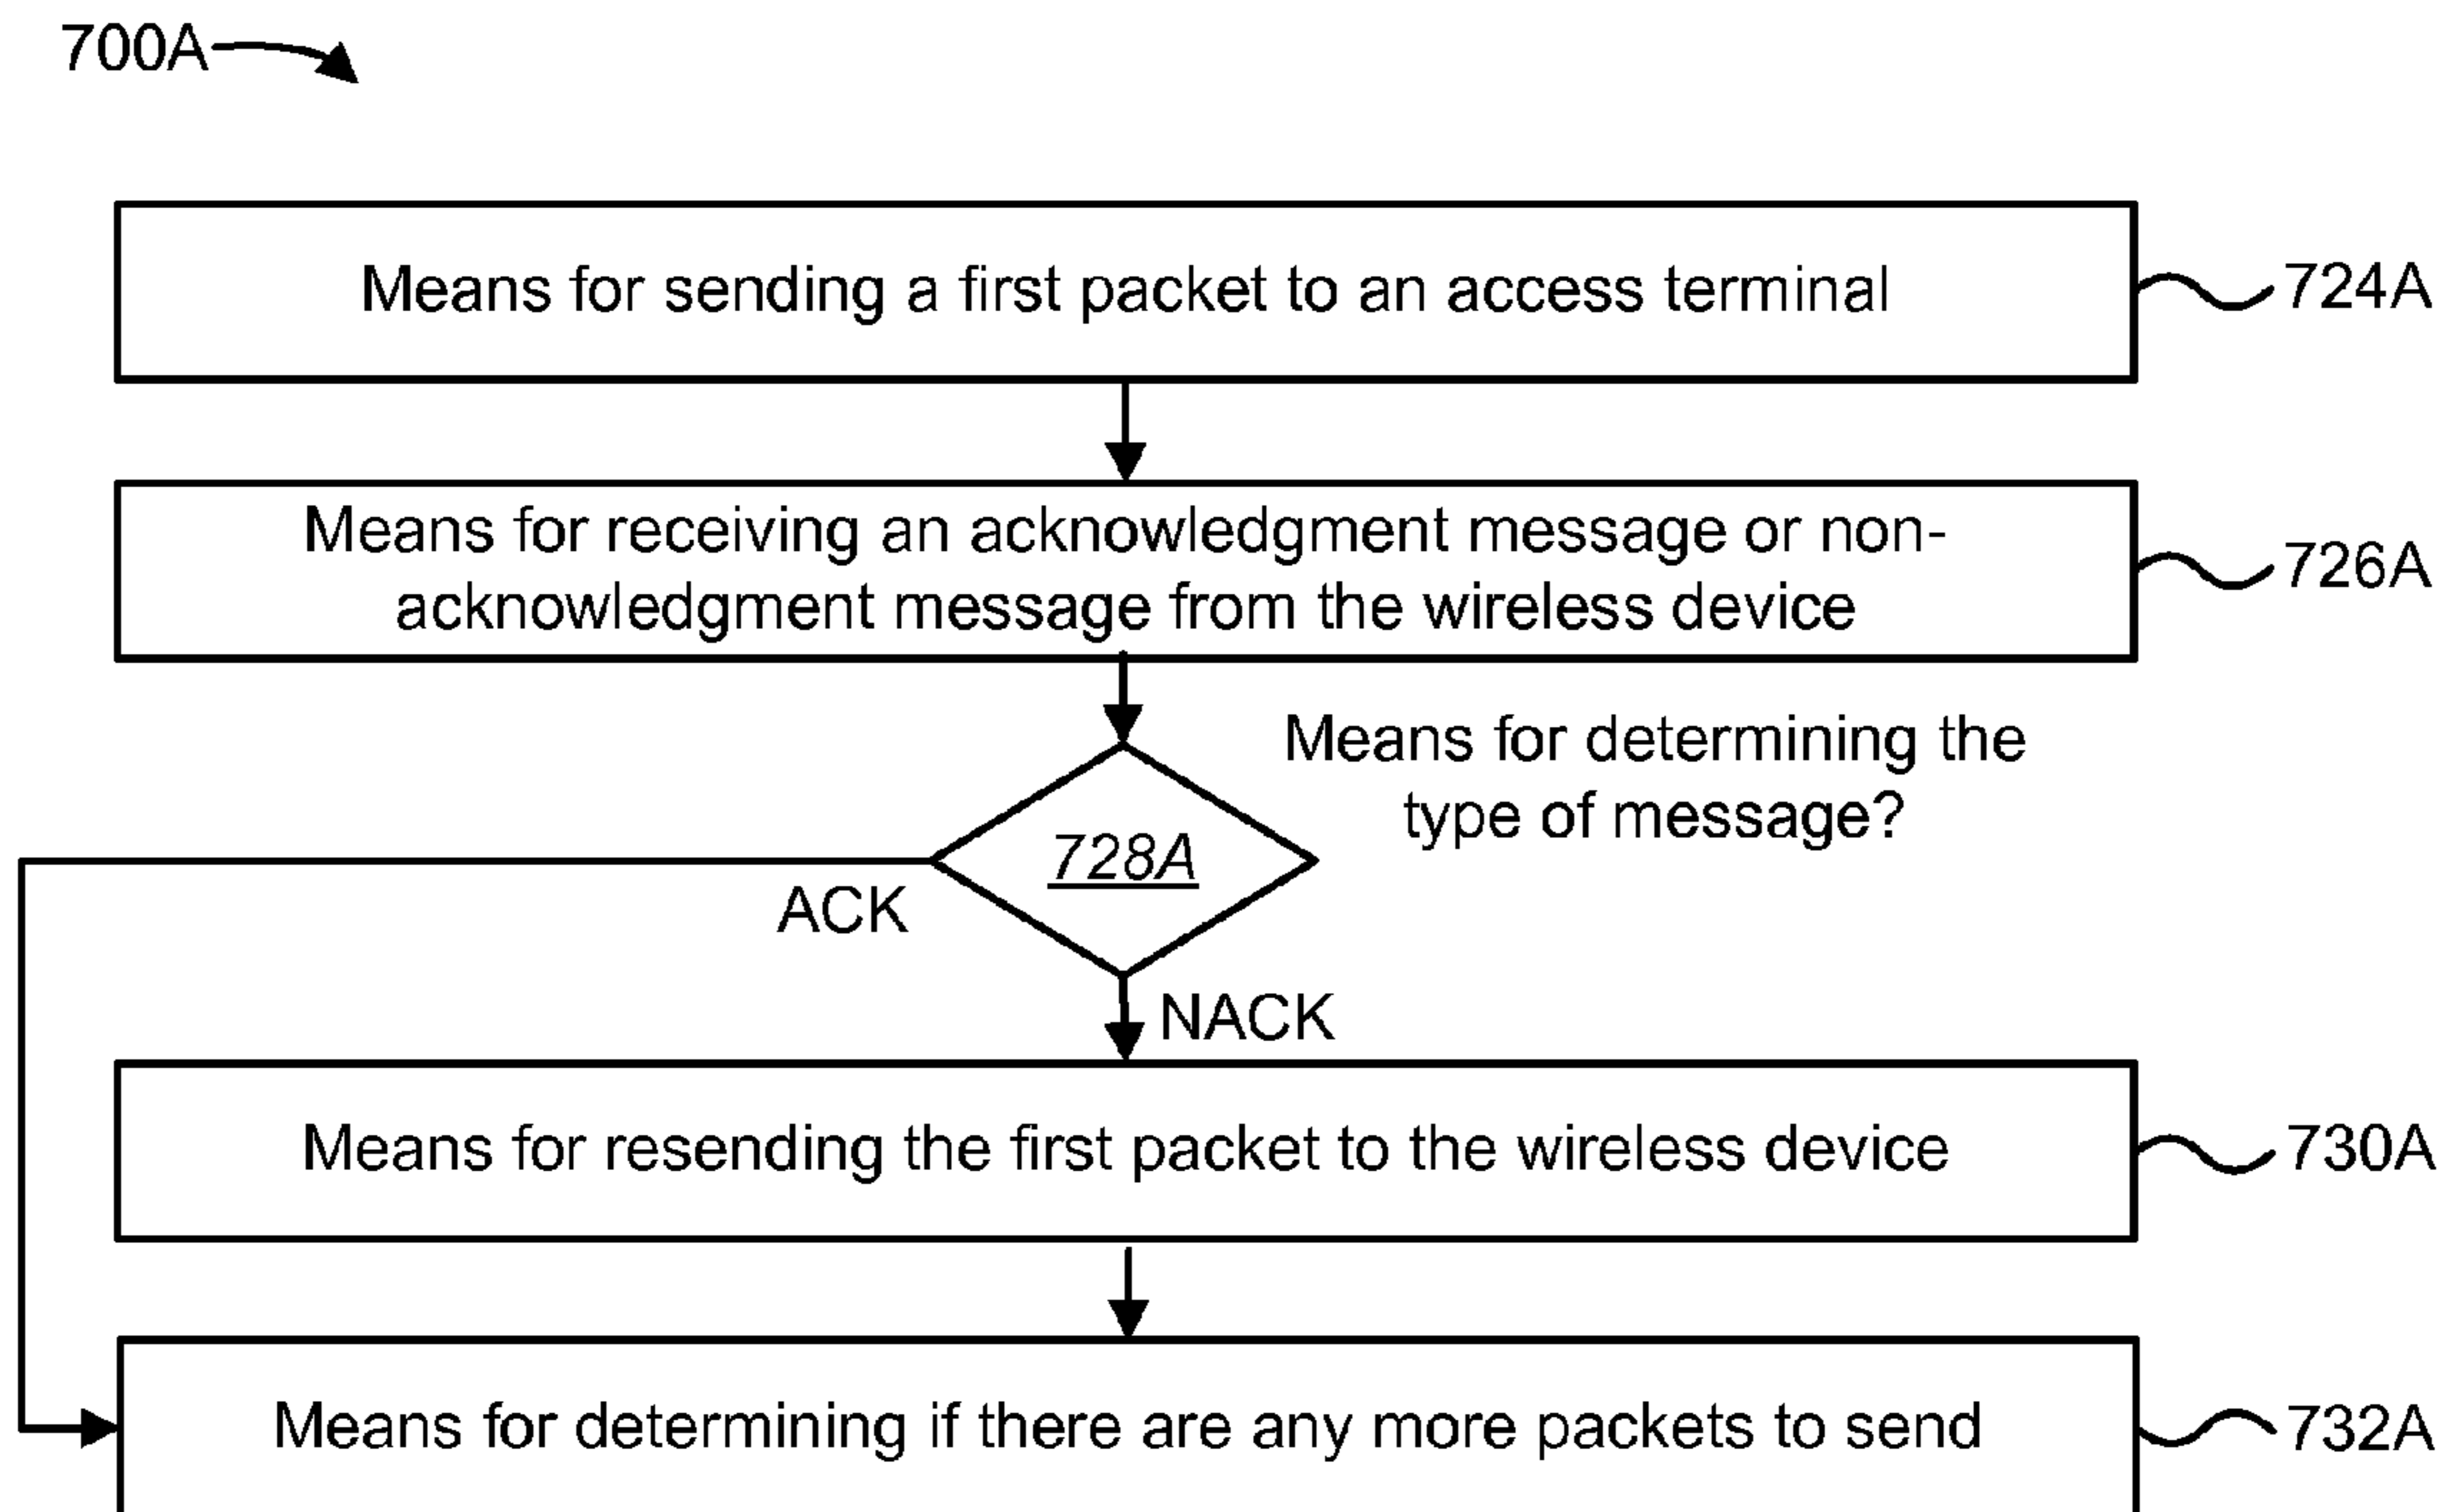 700A
Means for sending a first packet to an access terminal
724A
Means for receiving an acknowledgment message or non-
acknowledgment message from the wireless device
726A
Means for determining the
type of message?
728A
ACK
NACK
Means for resending the first packet to the wireless device
730A
Means for determining if there are any more packets to send
732A